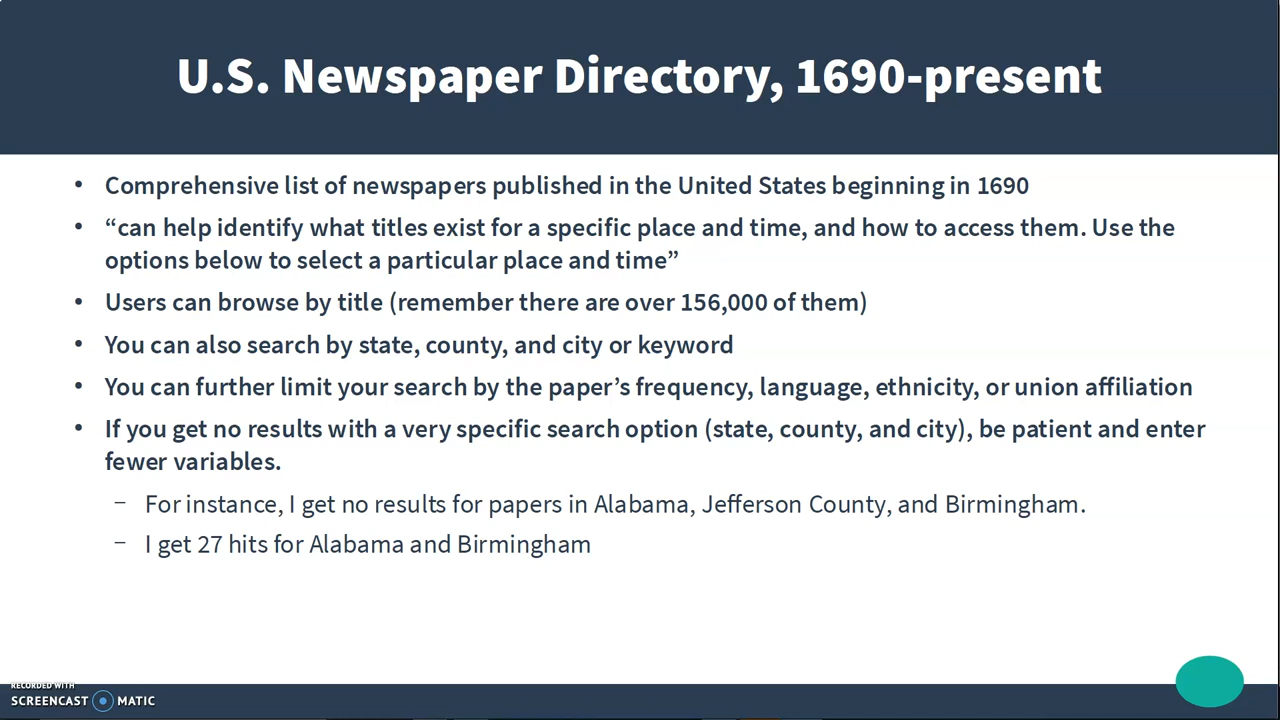 U.S. Newspaper Directory, 1690-present
• Comprehensive list of newspapers published in the United States beginning in 1690
• “can help identify what titles exist for a specific place and time, and how to access them. Use the
options below to select a particular place and time”
• Users can browse by title (remember there are over 156,000 of them)
• You can also search by state, county, and city or keyword
• You can further limit your search by the paper’s frequency, language, ethnicity, or union affiliation
• If you get no results with a very specific search option (state, county, and city), be patient and enter
fewer variables.
– For instance, I get no results for papers in Alabama, Jefferson County, and Birmingham.
– I get 27 hits for Alabama and Birmingham
RECORDED WITH
SCREENCAST MATIC